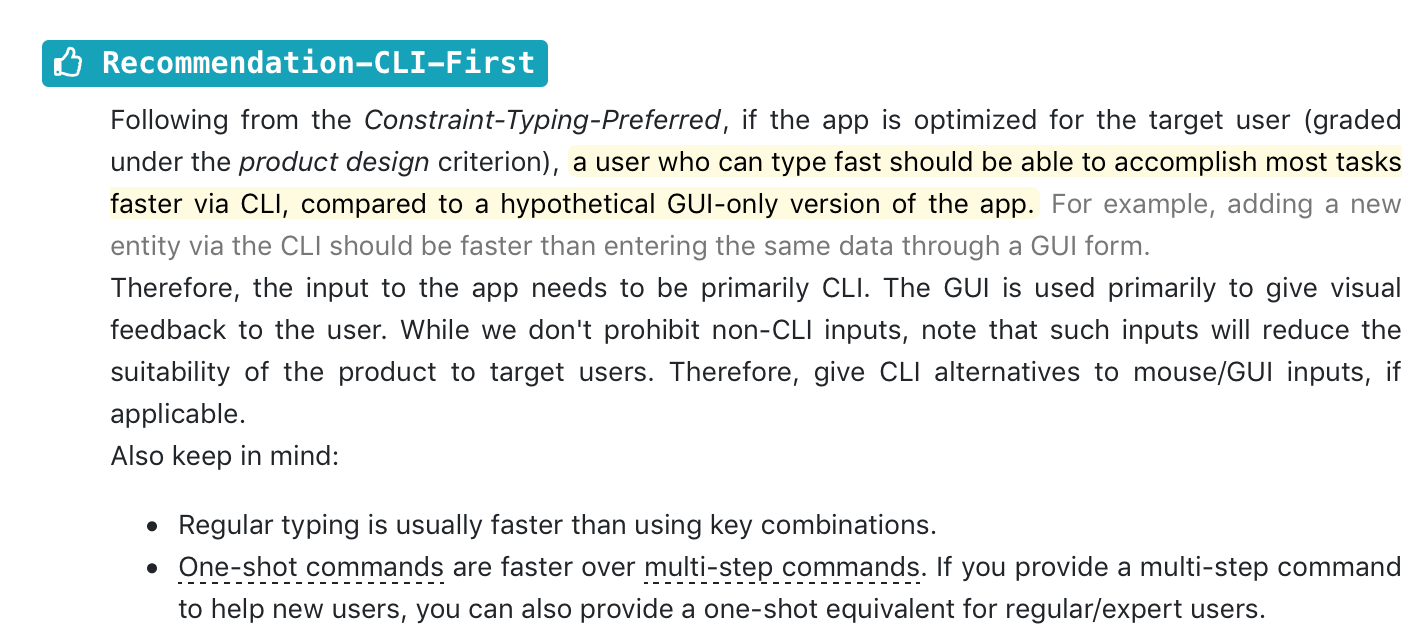 Recommendation-CLI-First
Following from the Constraint-Typing-Preferred, if the app is optimized for the target user (graded
under the product design criterion), a user who can type fast should be able to accomplish most tasks
faster via CLI, compared to a hypothetical GUI-only version of the app. For example, adding a new
entity via the CLI should be faster than entering the same data through a GUI form.
Therefore, the input to the app needs to be primarily CLI. The GUI is used primarily to give visual
feedback to the user. While we don't prohibit non-CLI inputs, note that such inputs will reduce the
suitability of the product to target users. Therefore, give CLI alternatives to mouse/GUI inputs, if
applicable.
Also keep in mind:
• Regular typing is usually faster than using key combinations.
• One-shot commands are faster over multi-step commands. If you provide a multi-step command
to help new users, you can also provide a one-shot equivalent for regular/expert users.